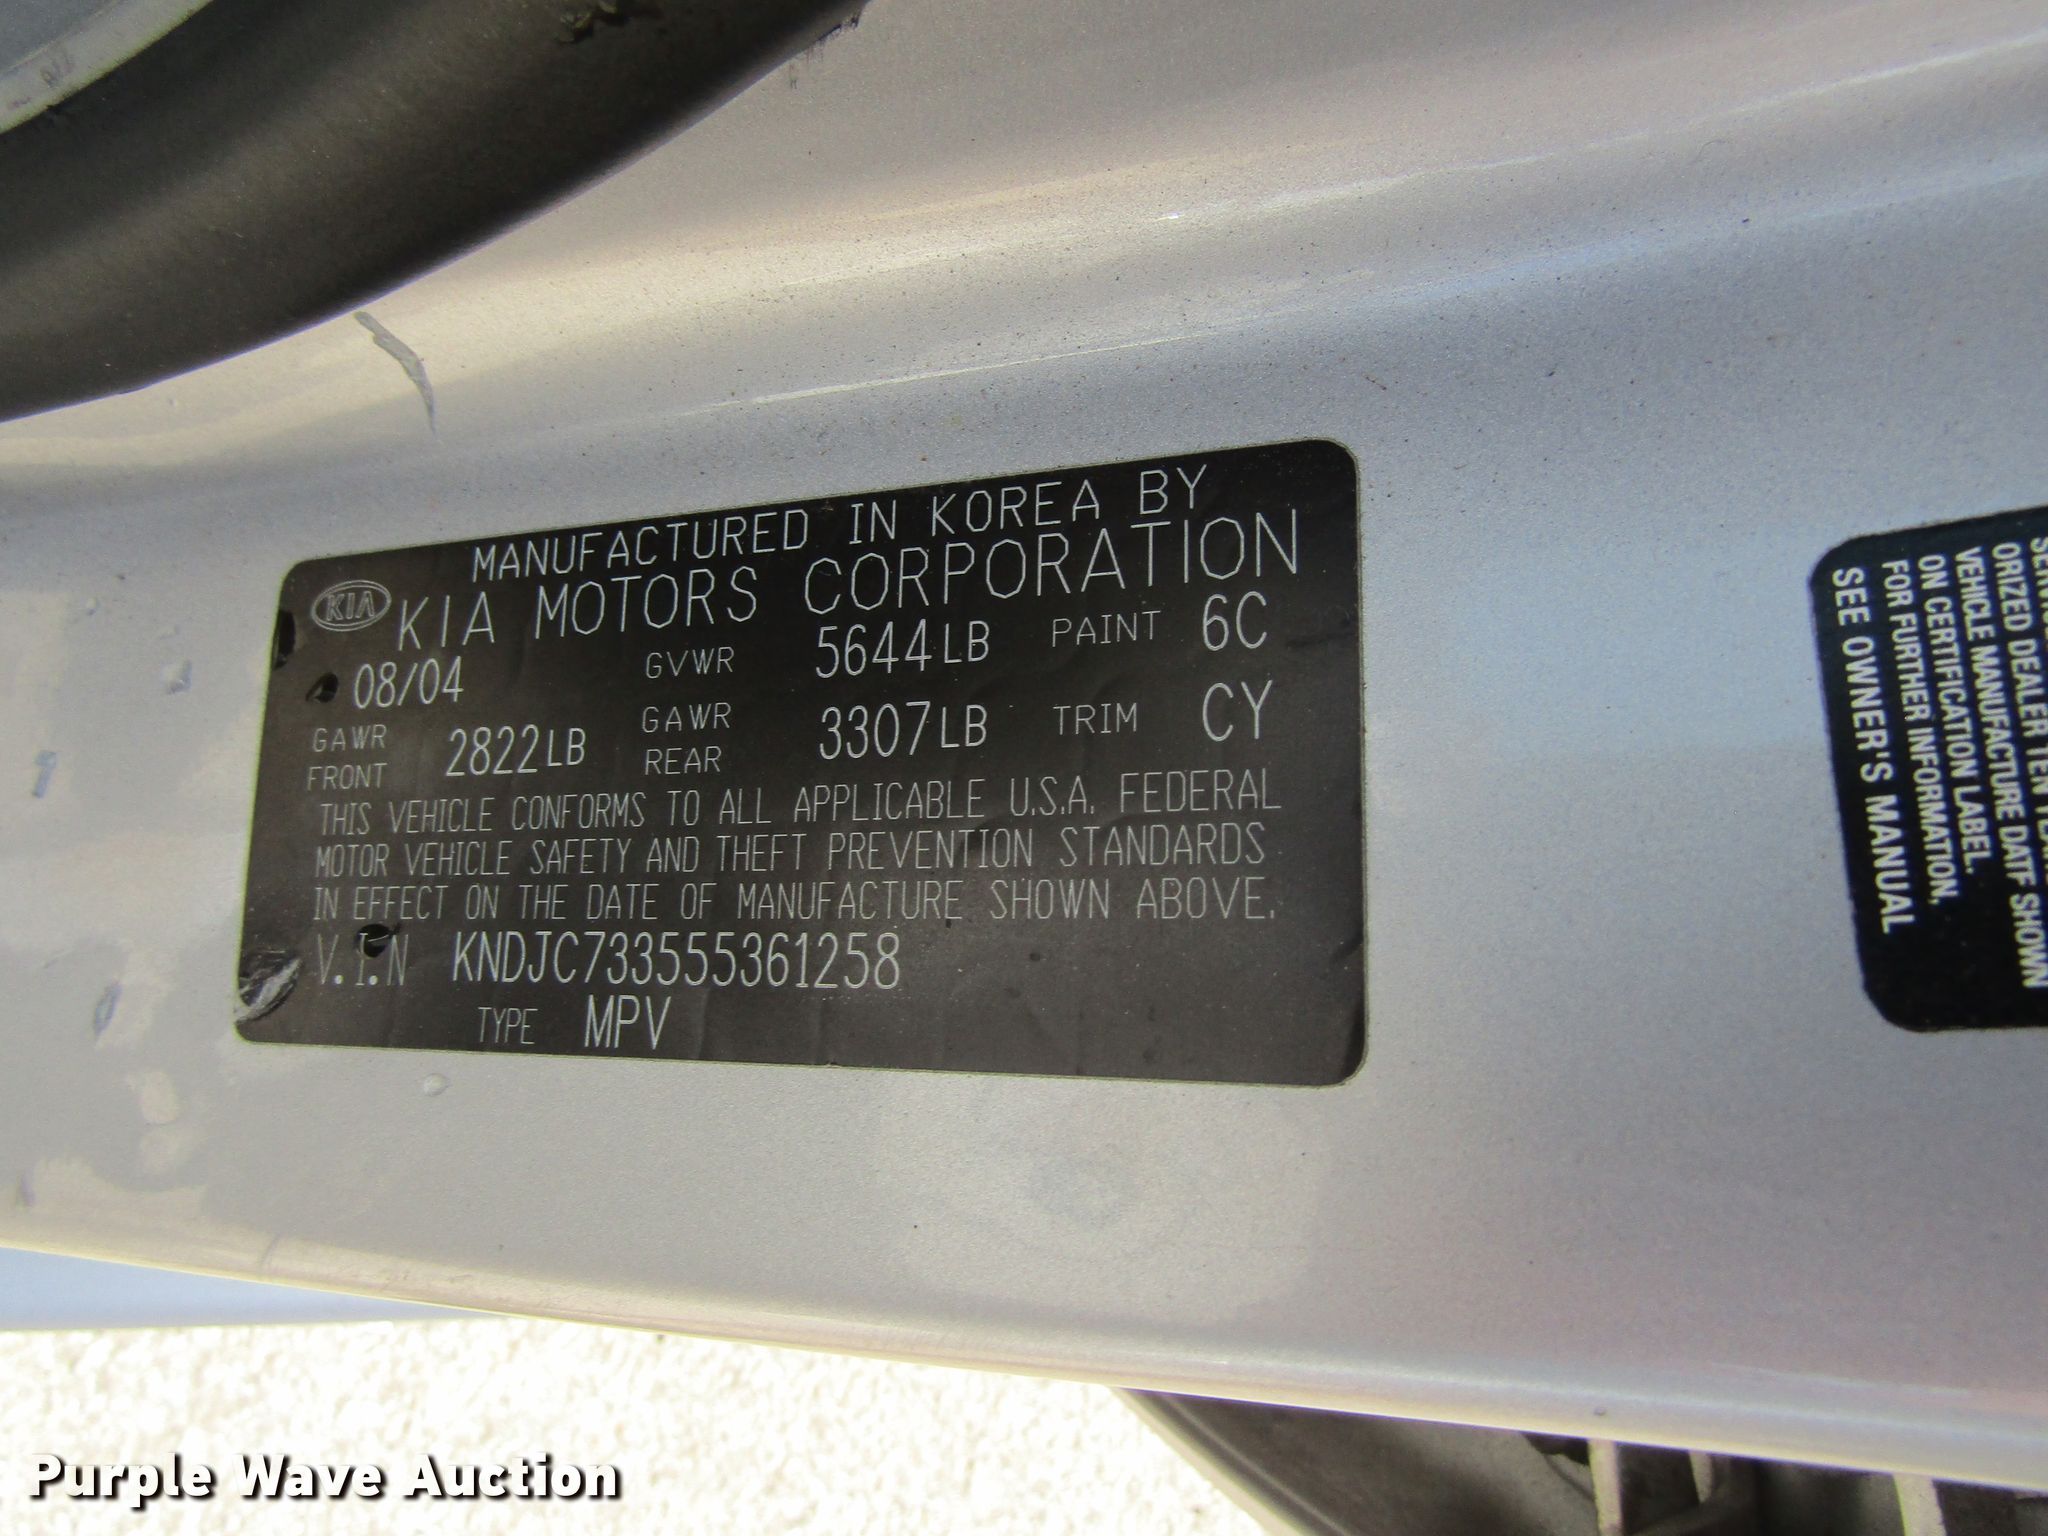 MANUFACTURED IN KOREA BY
KIA KIA MOTORS CORPORATION
08/04 GVWR 5644LB PAINT 6C
GAWR FRONT 2822LB GAWR REAR 3307LB TRIM CY
THIS VEHICLE CONFORMS TO ALL APPLICABLE U.S.A. FEDERAL
MOTOR VEHICLE SAFETY AND THEFT PREVENTION STANDARDS
IN EFFECT ON THE DATE OF MANUFACTURE SHOWN ABOVE.
V.I.N KNDJC733555361258
TYPE MPV
ORIZED DEALER TEN
VEHICLE MANUFACTURE DATE SHOWN
ON CERTIFICATION LABEL.
FOR FURTHER INFORMATION,
SEE OWNER'S MANUAL
Purple Wave Auction